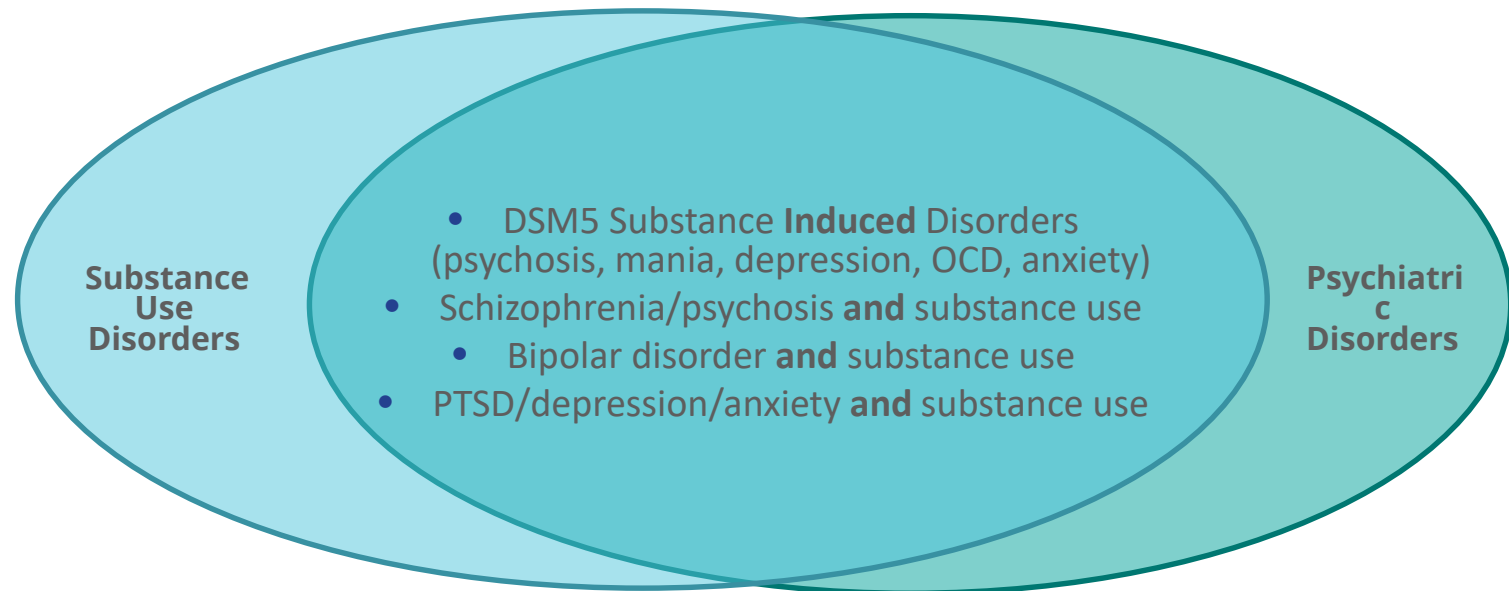 Substance
Use
Disorders
• DSM5 Substance Induced Disorders
(psychosis, mania, depression, OCD, anxiety)
• Schizophrenia/psychosis and substance use
• Bipolar disorder and substance use
• PTSD/depression/anxiety and substance use
Psychiatri
c
Disorders